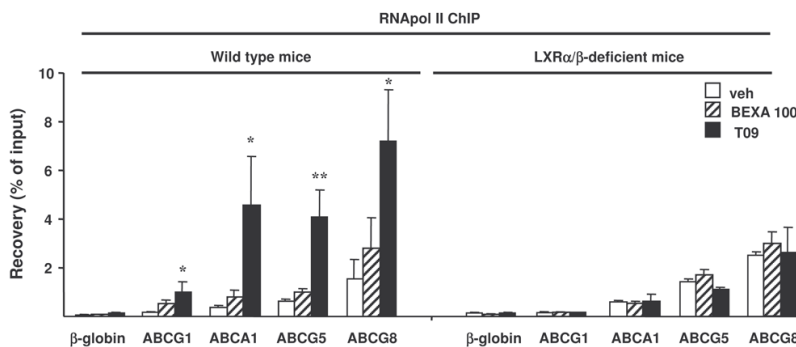 RNApol II ChIP
Wild type mice
LXRα/β-deficient mice
Recovery (% of input)
10
8
6
4
2
veh
BEXA 100
T09
*
*
**
*
β-globin ABCG1 ABCA1 ABCG5 ABCG8
β-globin ABCG1 ABCA1 ABCG5 ABCG8